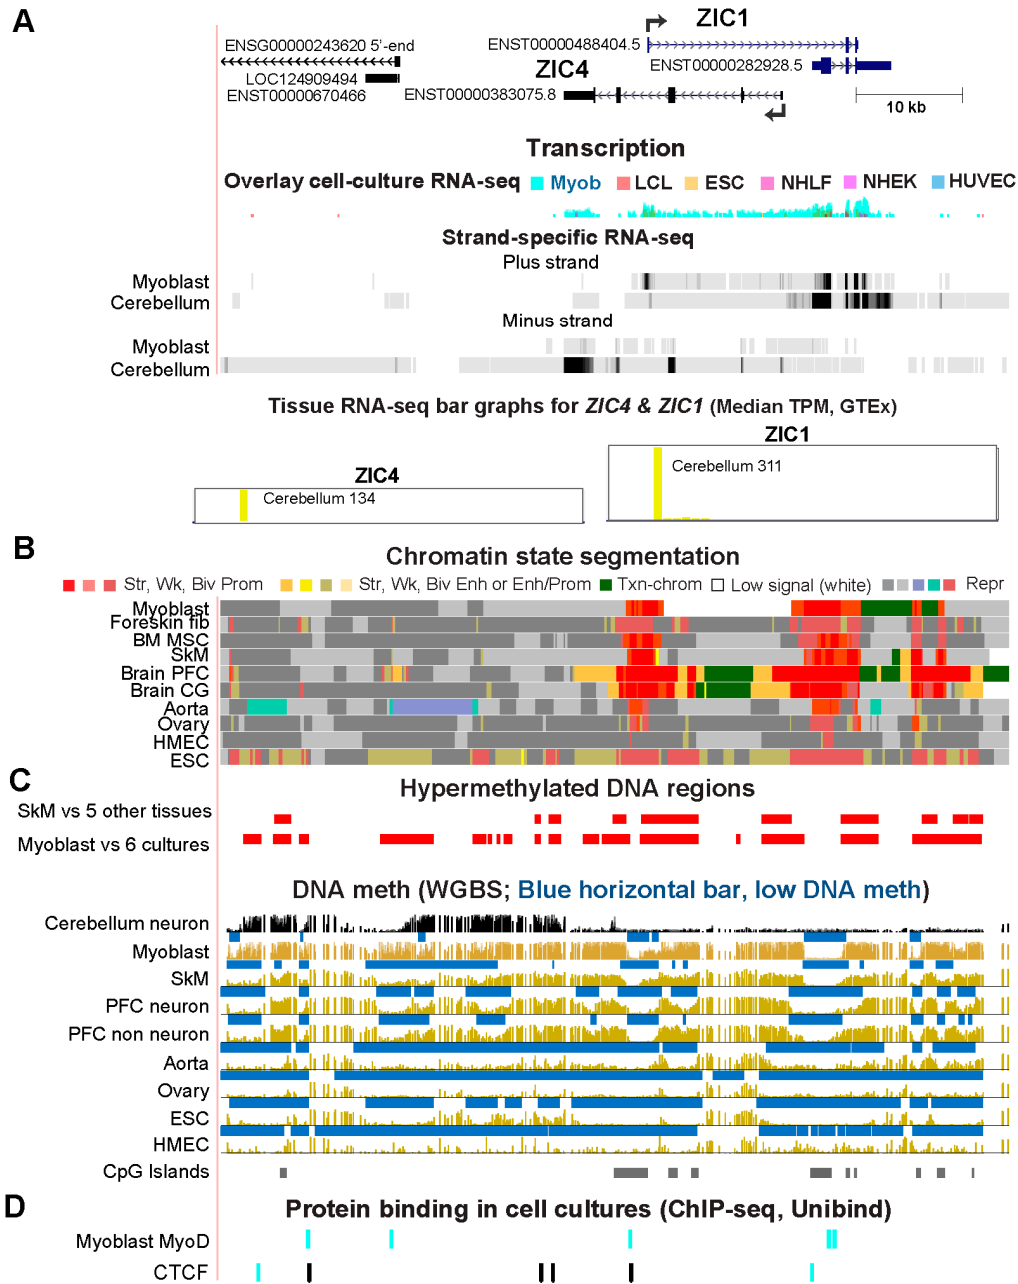 A
ZIC1
ENSG00000243620 5'-end
ENST00000488404.5
ZIC4
ENST00000282928.5
LOC124909494
ENST00000670466
ENST00000383075.8
10 kb
Transcription
Overlay cell-culture RNA-seq Myob LCL ESC NHLF NHEK HUVEC
Strand-specific RNA-seq
Plus strand
Myoblast
Cerebellum
Minus strand
Myoblast
Cerebellum
Tissue RNA-seq bar graphs for ZIC4 & ZIC1 (Median TPM, GTEx)
ZIC1
Cerebellum 311
ZIC4
Cerebellum 134
B
Chromatin state segmentation
Str, Wk, Biv Prom Str, Wk, Biv Enh or Enh/Prom Txn-chrom Low signal (white) Repr
Myoblast
Foreskin fib
BM MSC
SkM
Brain PFC
Brain CG
Aorta
Ovary
HMEC
ESC
C
Hypermethylated DNA regions
SkM vs 5 other tissues
Myoblast vs 6 cultures
DNA meth (WGBS; Blue horizontal bar, low DNA meth)
Cerebellum neuron
Myoblast
SkM
PFC neuron
PFC non neuron
Aorta
Ovary
ESC
HMEC
CpG Islands
D
Protein binding in cell cultures (ChIP-seq, Unibind)
Myoblast MyoD
CTCF